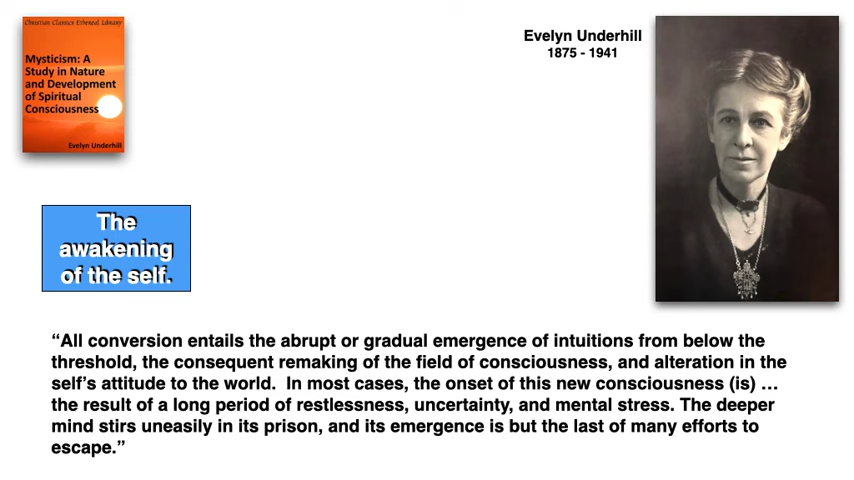 Christian Classics Ethereal Library
Mysticism: A
Study in Nature
and Development
of Spiritual
Consciousness
Evelyn Underhill
Evelyn Underhill
1875 - 1941
The
awakening
of the self.
“All conversion entails the abrupt or gradual emergence of intuitions from below the
threshold, the consequent remaking of the field of consciousness, and alteration in the
self’s attitude to the world.  In most cases, the onset of this new consciousness (is) …
the result of a long period of restlessness, uncertainty, and mental stress. The deeper
mind stirs uneasily in its prison, and its emergence is but the last of many efforts to
escape.”